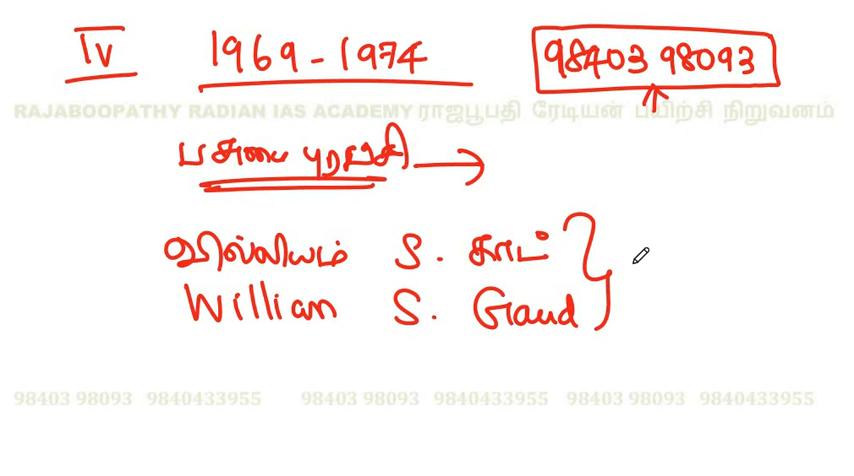 IV 1969-1974 98403 98093
RAJABOOPATHY RADIAN IAS ACADEMY ராஜபூபதி ரேடியன் பயிற்சி நிறுவனம்
பசுமை புரட்சி
வில்லியம் S. காட்
William S. Gaud
98403 98093 9840433955 98403 98093 9840433955 98403 98093 9840433955